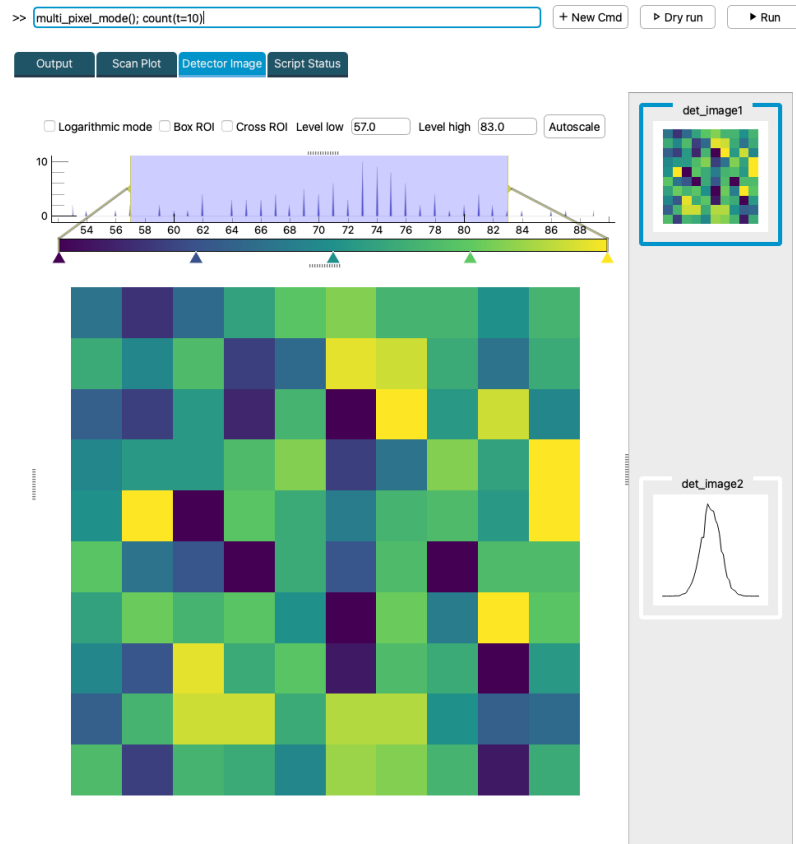 >> multi_pixel_mode(); count(t=10) + New Cmd Dry run Run
Output Scan Plot Detector Image Script Status
det_image1
Logarithmic mode Box ROI Cross ROI Level low 57.0 Level high 83.0 Autoscale
10
0
54 56 58 60 62 64 66 68 70 72 74 76 78 80 82 84 86 88
det_image2